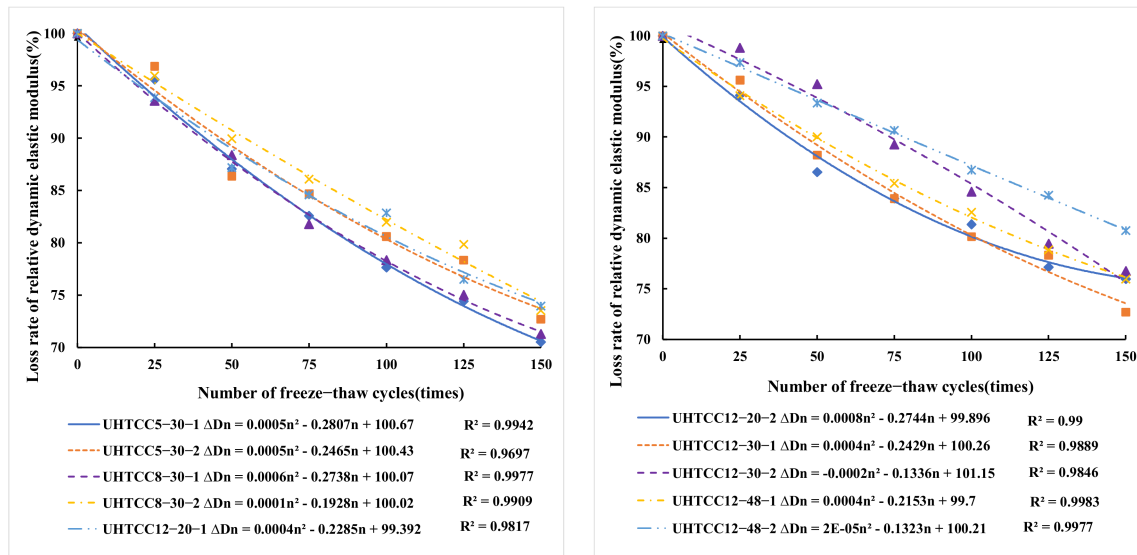 Loss rate of relative dynamic elastic modulus(%)
100
95
90
85
80
75
70
0 25 50 75 100 125 150
Number of freeze−thaw cycles(times)
UHTCC5−30−1 ΔDn = 0.0005n² - 0.2807n + 100.67 R² = 0.9942
UHTCC5−30−2 ΔDn = 0.0005n² - 0.2465n + 100.43 R² = 0.9697
UHTCC8−30−1 ΔDn = 0.0006n² - 0.2738n + 100.07 R² = 0.9977
UHTCC8−30−2 ΔDn = 0.0001n² - 0.1928n + 100.02 R² = 0.9909
UHTCC12−20−1 ΔDn = 0.0004n² - 0.2285n + 99.392 R² = 0.9817
Loss rate of relative dynamic elastic modulus(%)
100
95
90
85
80
75
70
0 25 50 75 100 125 150
Number of freeze−thaw cycles(times)
UHTCC12−20−2 ΔDn = 0.0008n² - 0.2744n + 99.896 R² = 0.99
UHTCC12−30−1 ΔDn = 0.0004n² - 0.2429n + 100.26 R² = 0.9889
UHTCC12−30−2 ΔDn = -0.0002n² - 0.1336n + 101.15 R² = 0.9846
UHTCC12−48−1 ΔDn = 0.0004n² - 0.2153n + 99.7 R² = 0.9983
UHTCC12−48−2 ΔDn = 2E-05n² - 0.1323n + 100.21 R² = 0.9977